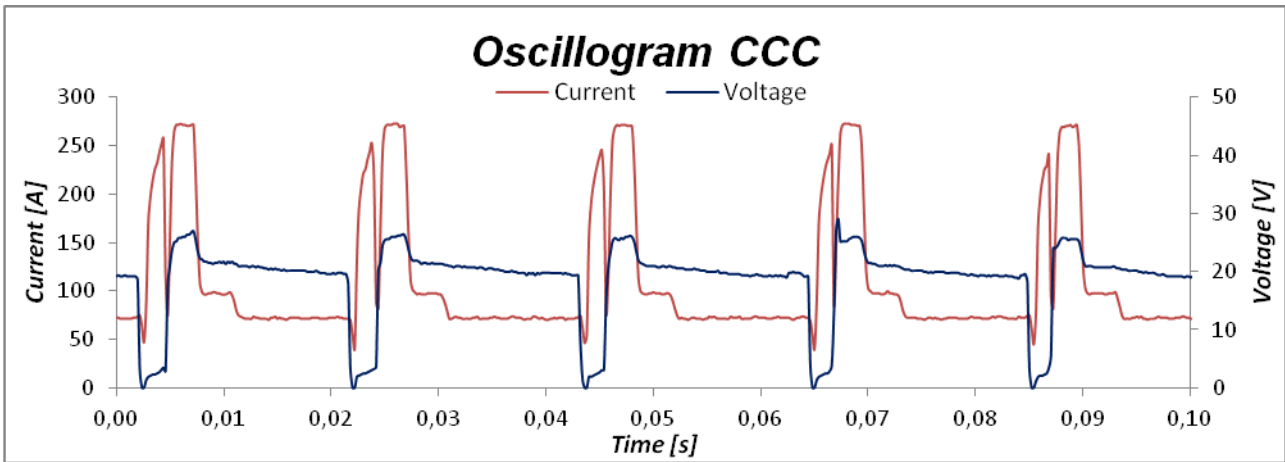 Oscillogram CCC
Current Voltage
300
250
200
150
100
50
0
Current [A]
50
40
30
20
10
0
Voltage [V]
0,00 0,01 0,02 0,03 0,04 0,05 0,06 0,07 0,08 0,09 0,10
Time [s]